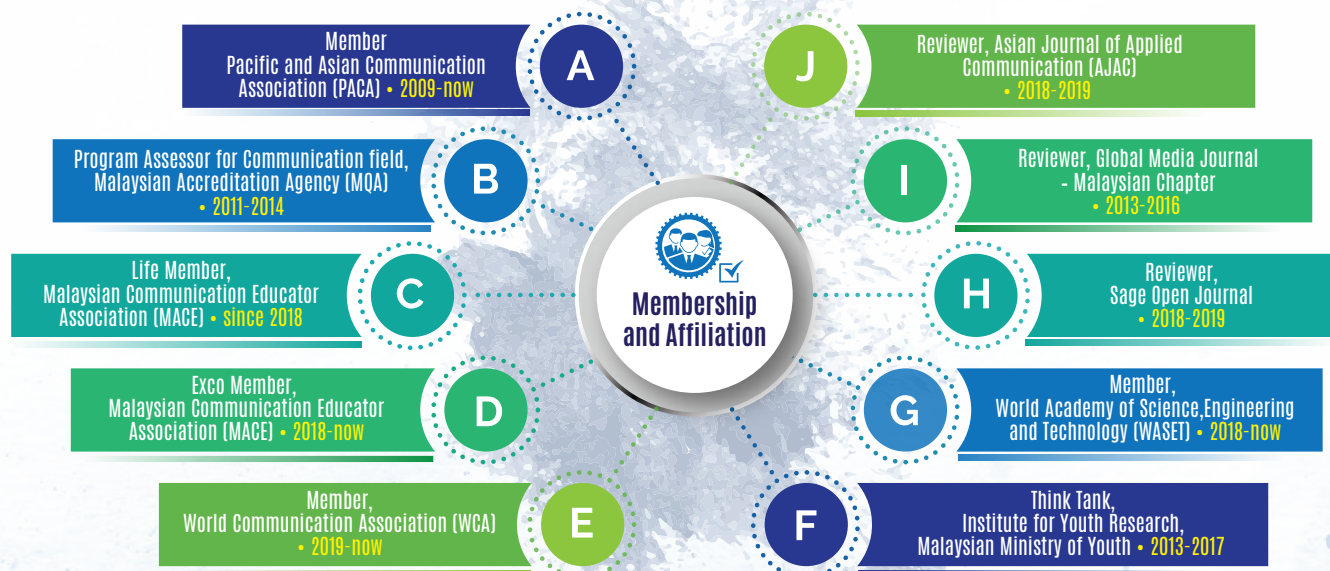 Member
Pacific and Asian Communication
Association (PACA) • 2009-now
A
Program Assessor for Communication field,
Malaysian Accreditation Agency (MQA)
• 2011-2014
B
Life Member,
Malaysian Communication Educator
Association (MACE) • since 2018
C
Exco Member,
Malaysian Communication Educator
Association (MACE) • 2018-now
D
Member,
World Communication Association (WCA)
• 2019-now
E
Membership
and Affiliation
J
Reviewer, Asian Journal of Applied
Communication (AJAC)
• 2018-2019
I
Reviewer, Global Media Journal
- Malaysian Chapter
• 2013-2016
H
Reviewer,
Sage Open Journal
• 2018-2019
G
Member,
World Academy of Science,Engineering
and Technology (WASET) • 2018-now
F
Think Tank,
Institute for Youth Research,
Malaysian Ministry of Youth • 2013-2017